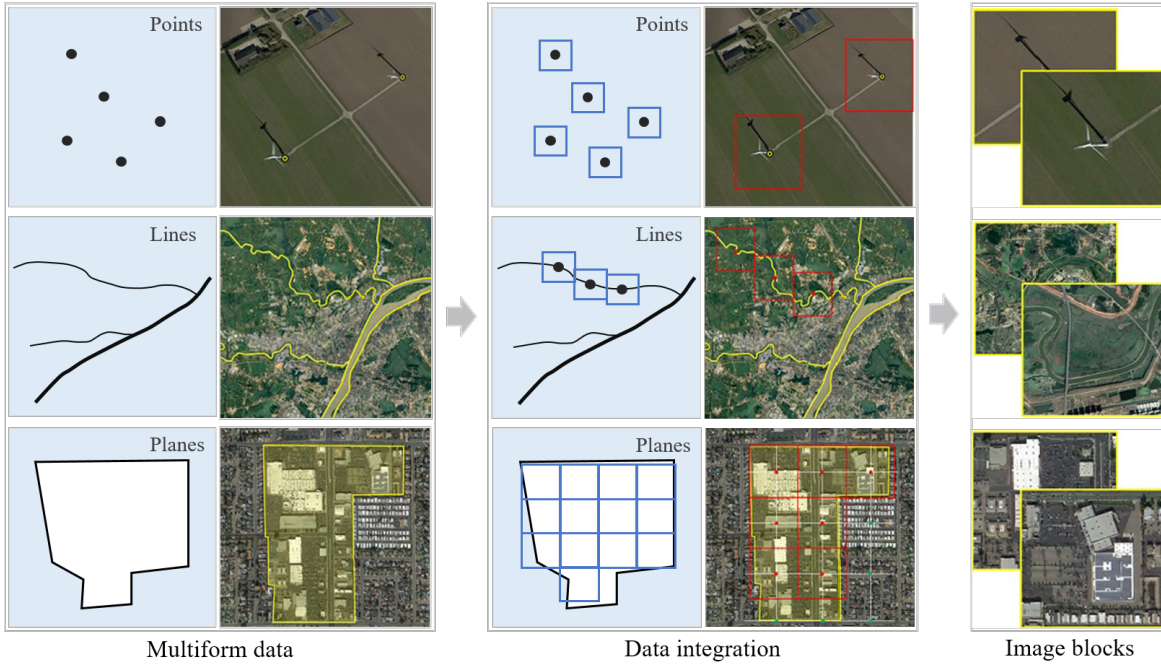 Points
Points
Lines
Lines
Planes
Planes
Multiform data
Data integration
Image blocks